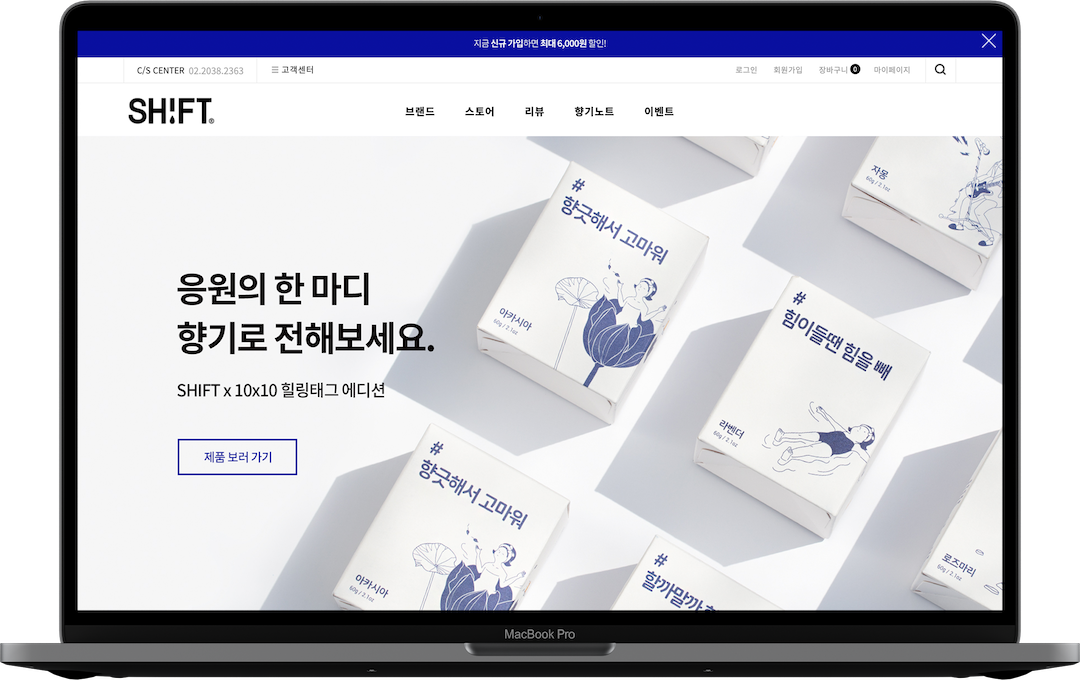 지금 신규 가입하면 최대 6,000원 할인!
C/S CENTER 02.2038.2363
고객센터
로그인
회원가입
장바구니 0
마이페이지
SH!FT®
브랜드
스토어
리뷰
향기노트
이벤트
응원의 한 마디
향기로 전해보세요.
SHIFT x 10x10 힐링태그 에디션
제품 보러 가기
#
향긋해서 고마워
아카시아
60g / 2.1oz
자몽
60g / 2.1oz
#
힘이들땐 힘을 빼
라벤더
60g / 2.1oz
#
향긋해서 고마워
아카시아
60g / 2.1oz
#
할까말까
로즈마리
60g / 2.1oz
MacBook Pro